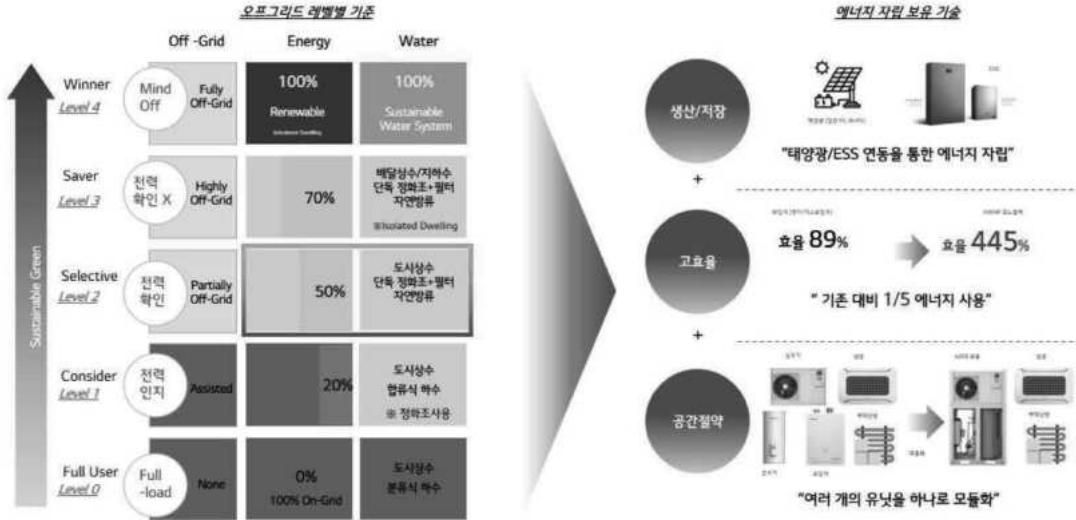 오프그리드 레벨별 기준
Off -Grid
Energy
Water
Sustainable Green
Winner
Level 4
Mind
Off
Fully
Off-Grid
100%
Renewable
100%
Sustainable
Water System
Saver
Level 3
전력
확인 X
Highly
Off-Grid
70%
배달상수/지하수
단독 정화조+필터
자연방류
※Isolated Dwelling
Selective
Level 2
전력
확인
Partially
Off-Grid
50%
도시상수
단독 정화조+필터
자연방류
Consider
Level 1
전력
인지
Assisted
20%
도시상수
합류식 하수
※ 정화조사용
Full User
Level 0
Full
-load
None
0%
100% On-Grid
도시상수
분류식 하수
에너지 자립 보유 기술
생산/저장
"태양광/ESS 연동을 통한 에너지 자립"
+
고효율
효율 89%
효율 445%
" 기존 대비 1/5 에너지 사용"
+
공간절약
"여러 개의 유닛을 하나로 모듈화"